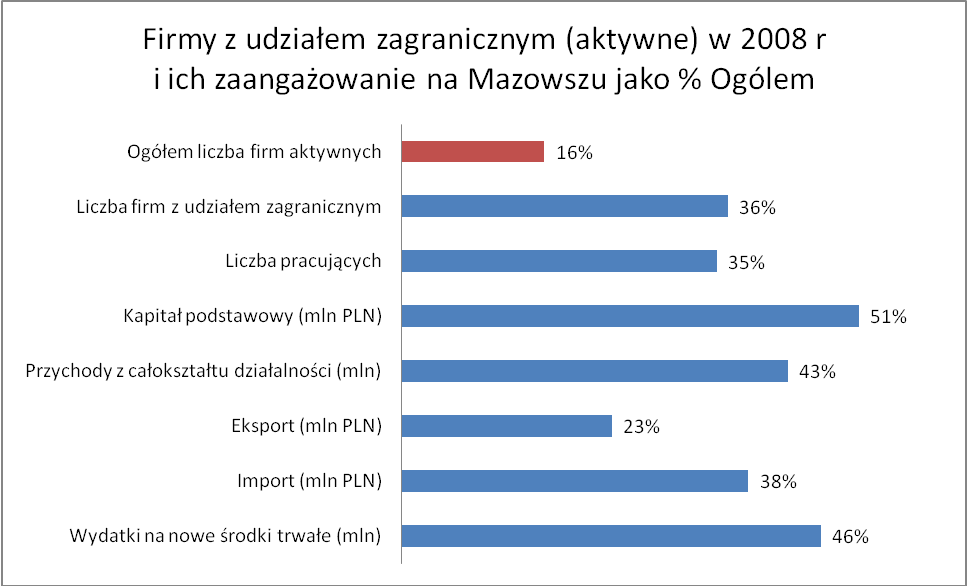 Firmy z udziałem zagranicznym (aktywne) w 2008 r
i ich zaangażowanie na Mazowszu jako % Ogólem
Ogółem liczba firm aktywnych 16%
Liczba firm z udziałem zagranicznym 36%
Liczba pracujących 35%
Kapitał podstawowy (mln PLN) 51%
Przychody z całokształtu działalności (mln) 43%
Eksport (mln PLN) 23%
Import (mln PLN) 38%
Wydatki na nowe środki trwałe (mln) 46%